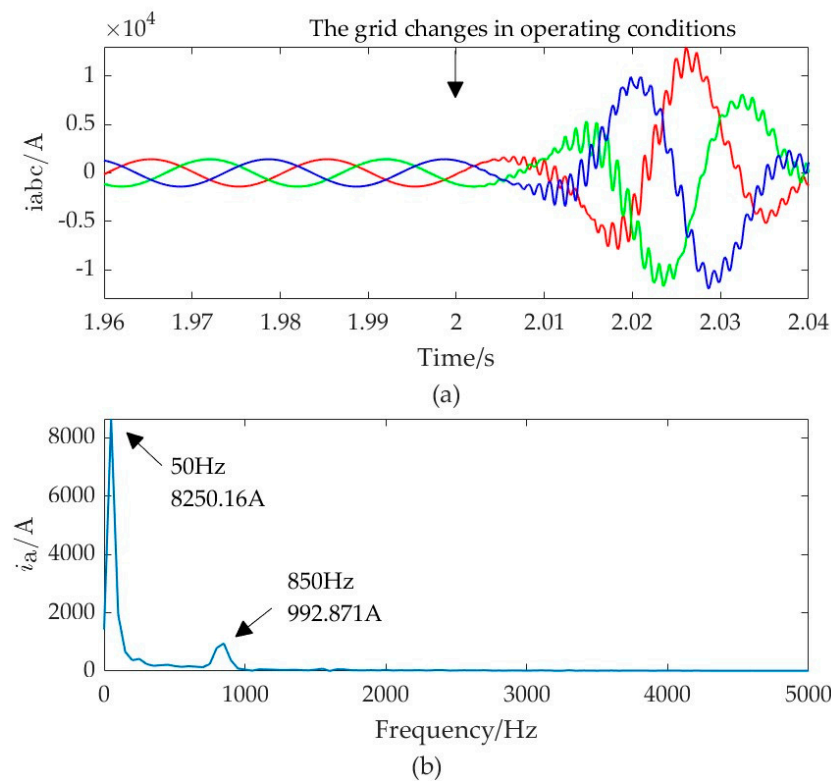 The grid changes in operating conditions
×10⁴
1
0.5
0
-0.5
-1
iabc/A
1.96 1.97 1.98 1.99 2 2.01 2.02 2.03 2.04
Time/s
(a)
8000
6000
4000
2000
0
ia/A
50Hz
8250.16A
850Hz
992.871A
0 1000 2000 3000 4000 5000
Frequency/Hz
(b)